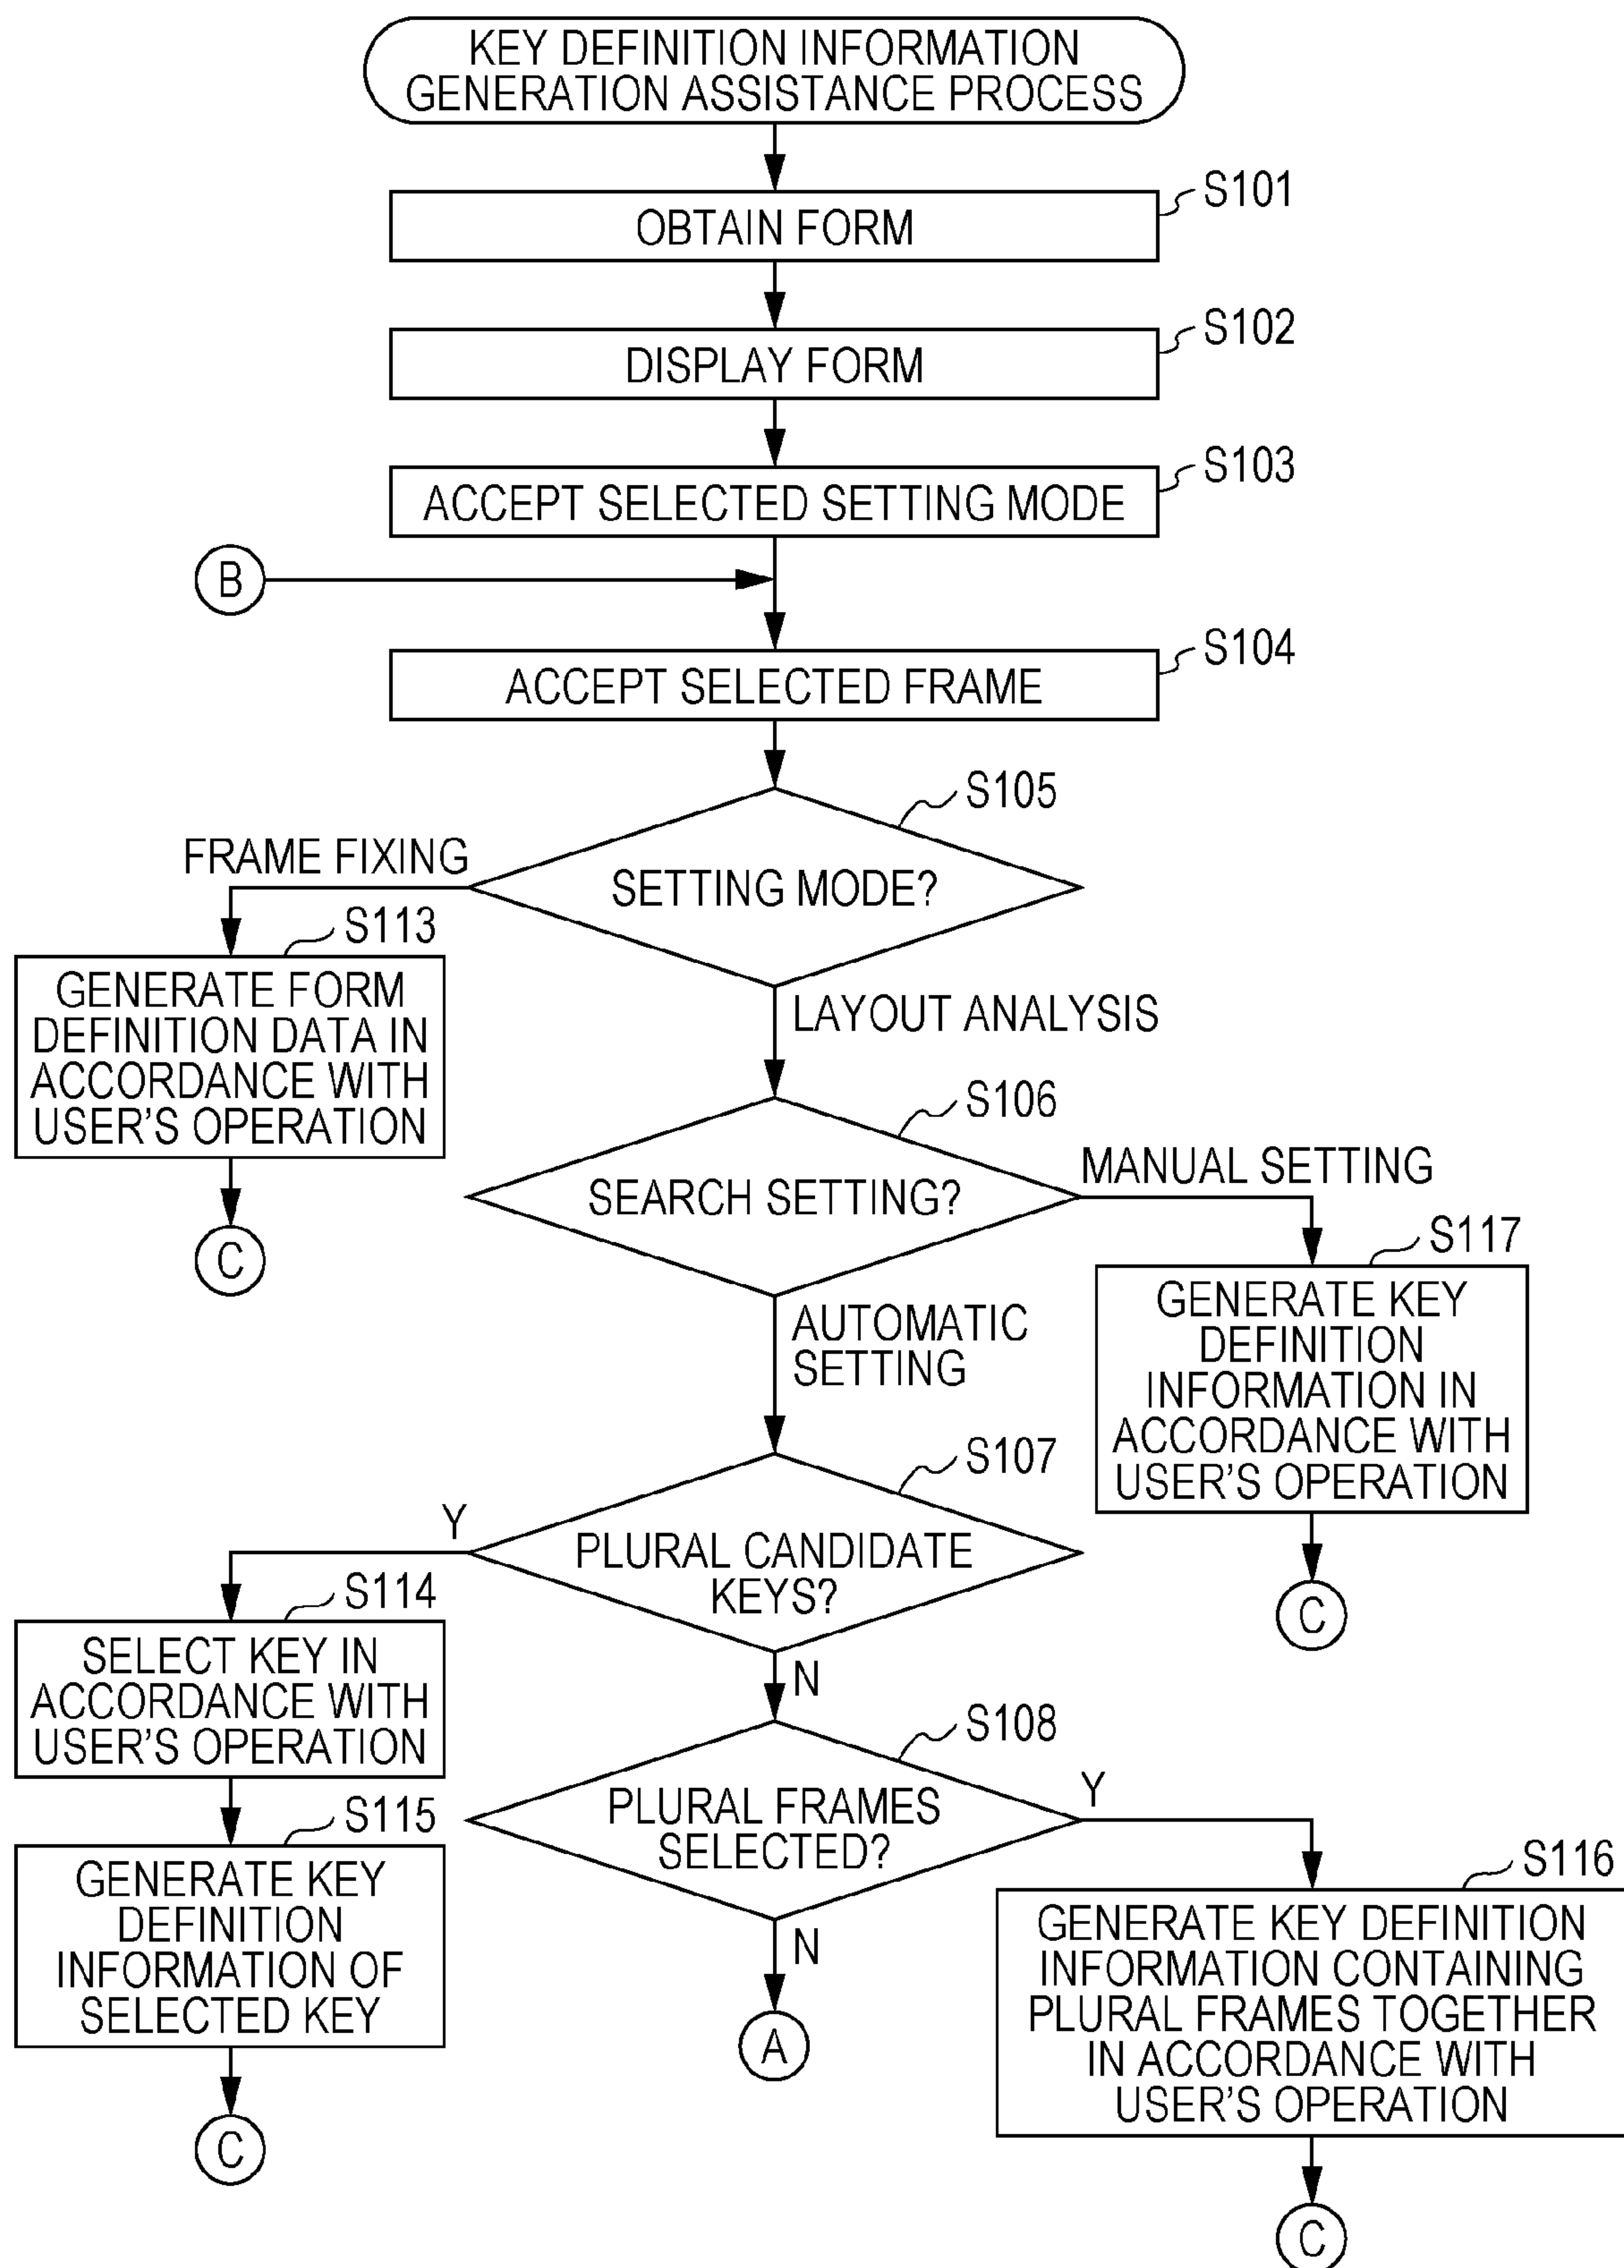 KEY DEFINITION INFORMATION
GENERATION ASSISTANCE PROCESS
S101
OBTAIN FORM
S102
DISPLAY FORM
S103
ACCEPT SELECTED SETTING MODE
B
S104
ACCEPT SELECTED FRAME
S105
SETTING MODE?
FRAME FIXING
S113
GENERATE FORM
DEFINITION DATA IN
ACCORDANCE WITH
USER'S OPERATION
C
LAYOUT ANALYSIS
S106
SEARCH SETTING?
MANUAL SETTING
S117
GENERATE KEY
DEFINITION
INFORMATION IN
ACCORDANCE WITH
USER'S OPERATION
C
AUTOMATIC
SETTING
S107
PLURAL CANDIDATE
KEYS?
Y
S114
SELECT KEY IN
ACCORDANCE WITH
USER'S OPERATION
S115
GENERATE KEY
DEFINITION
INFORMATION OF
SELECTED KEY
C
N
S108
PLURAL FRAMES
SELECTED?
Y
S116
GENERATE KEY DEFINITION
INFORMATION CONTAINING
PLURAL FRAMES TOGETHER
IN ACCORDANCE WITH
USER'S OPERATION
C
N
A